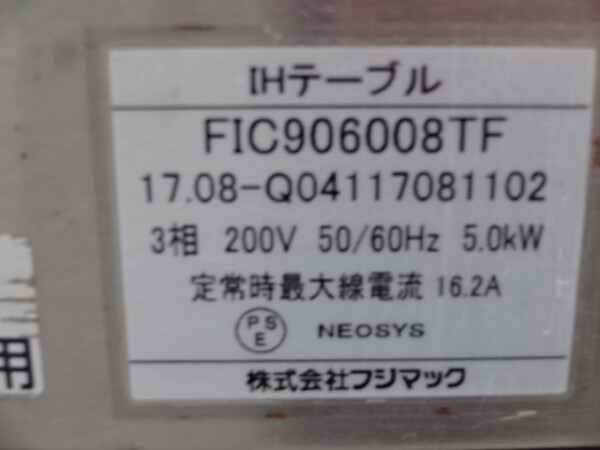 IHテーブル
FIC906008TF
17.08-Q04117081102
3相 200V 50/60Hz 5.0kW
定常時最大線電流 16.2A
PSE NEOSYS
株式会社フジマック
用